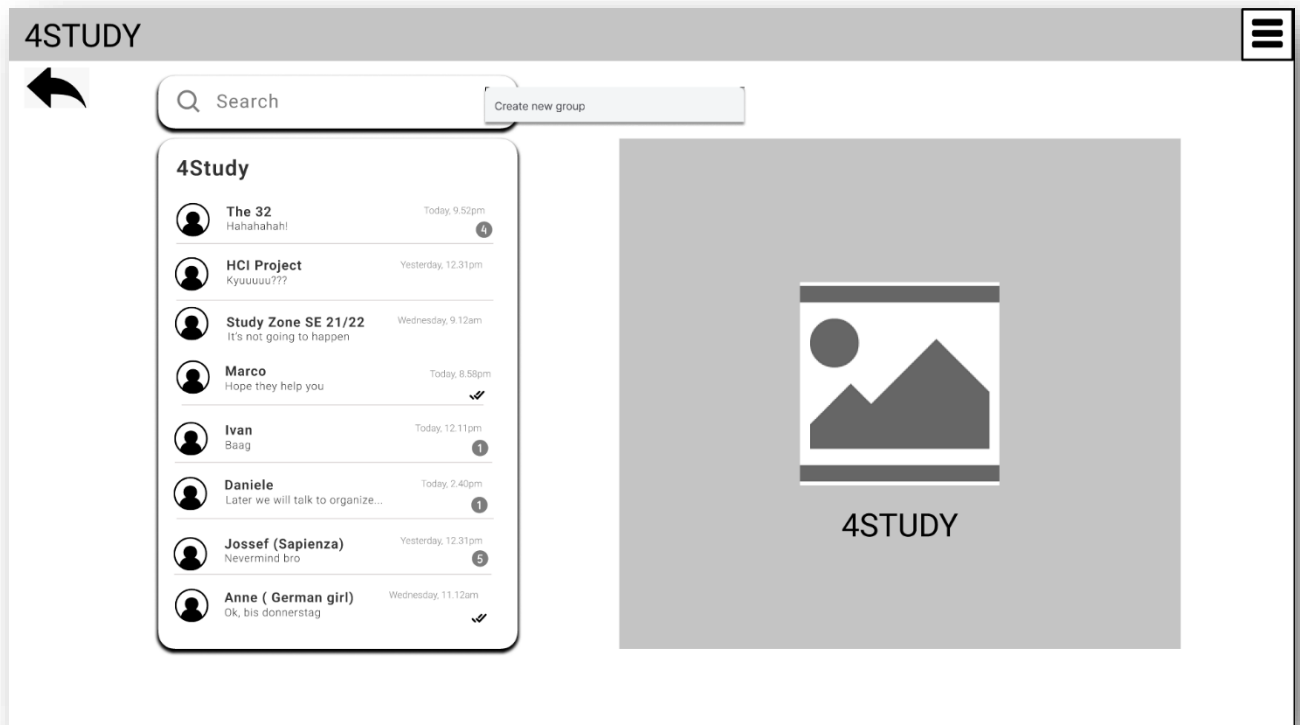 4STUDY
Search
Create new group
4Study
The 32
Today, 9.52pm
Hahahahah!
4
HCI Project
Yesterday, 12.31pm
Kyuuuuu???
Study Zone SE 21/22
Wednesday, 9.12am
It's not going to happen
Marco
Today, 8.58pm
Hope they help you
Ivan
Today, 12.11pm
Baag
1
Daniele
Today, 2.40pm
Later we will talk to organize...
1
Jossef (Sapienza)
Yesterday, 12.31pm
Nevermind bro
5
Anne ( German girl)
Wednesday, 11.12am
Ok, bis donnerstag
4STUDY